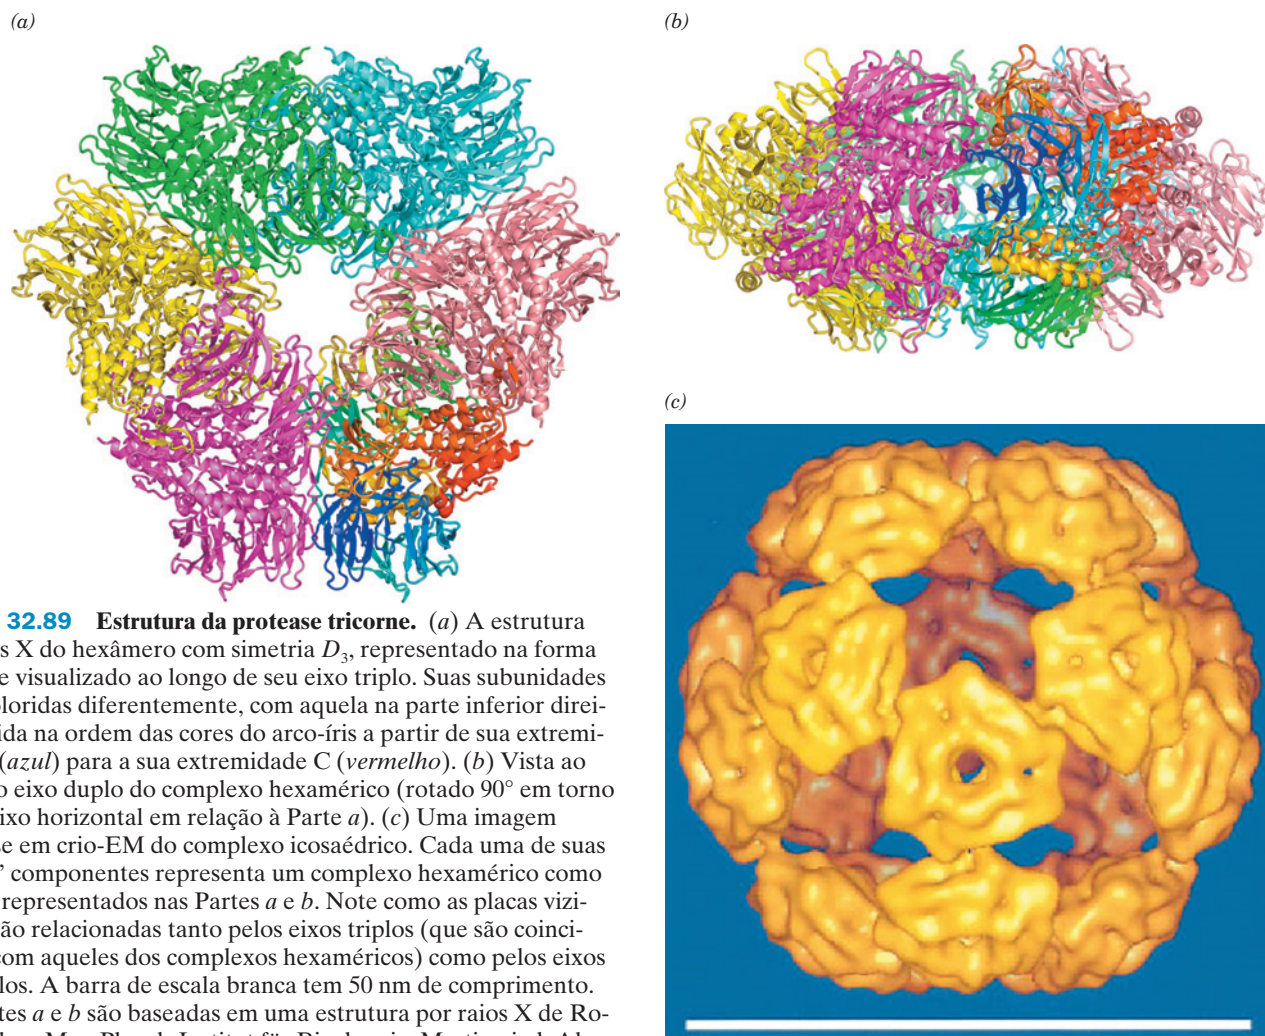 (a)
(b)
(c)
32.89 Estrutura da protease tricorne. (a) A estrutura
s X do hexâmero com simetria D3, representado na forma
e visualizado ao longo de seu eixo triplo. Suas subunidades
oloridas diferentemente, com aquela na parte inferior direi-
ida na ordem das cores do arco-íris a partir de sua extremi-
(azul) para a sua extremidade C (vermelho). (b) Vista ao
o eixo duplo do complexo hexamérico (rotado 90° em torno
ixo horizontal em relação à Parte a). (c) Uma imagem
se em crio-EM do complexo icosaédrico. Cada uma de suas
” componentes representa um complexo hexamérico como
representados nas Partes a e b. Note como as placas vizi-
ão relacionadas tanto pelos eixos triplos (que são coinci-
com aqueles dos complexos hexaméricos) como pelos eixos
los. A barra de escala branca tem 50 nm de comprimento.
tes a e b são baseadas em uma estrutura por raios X de Ro-